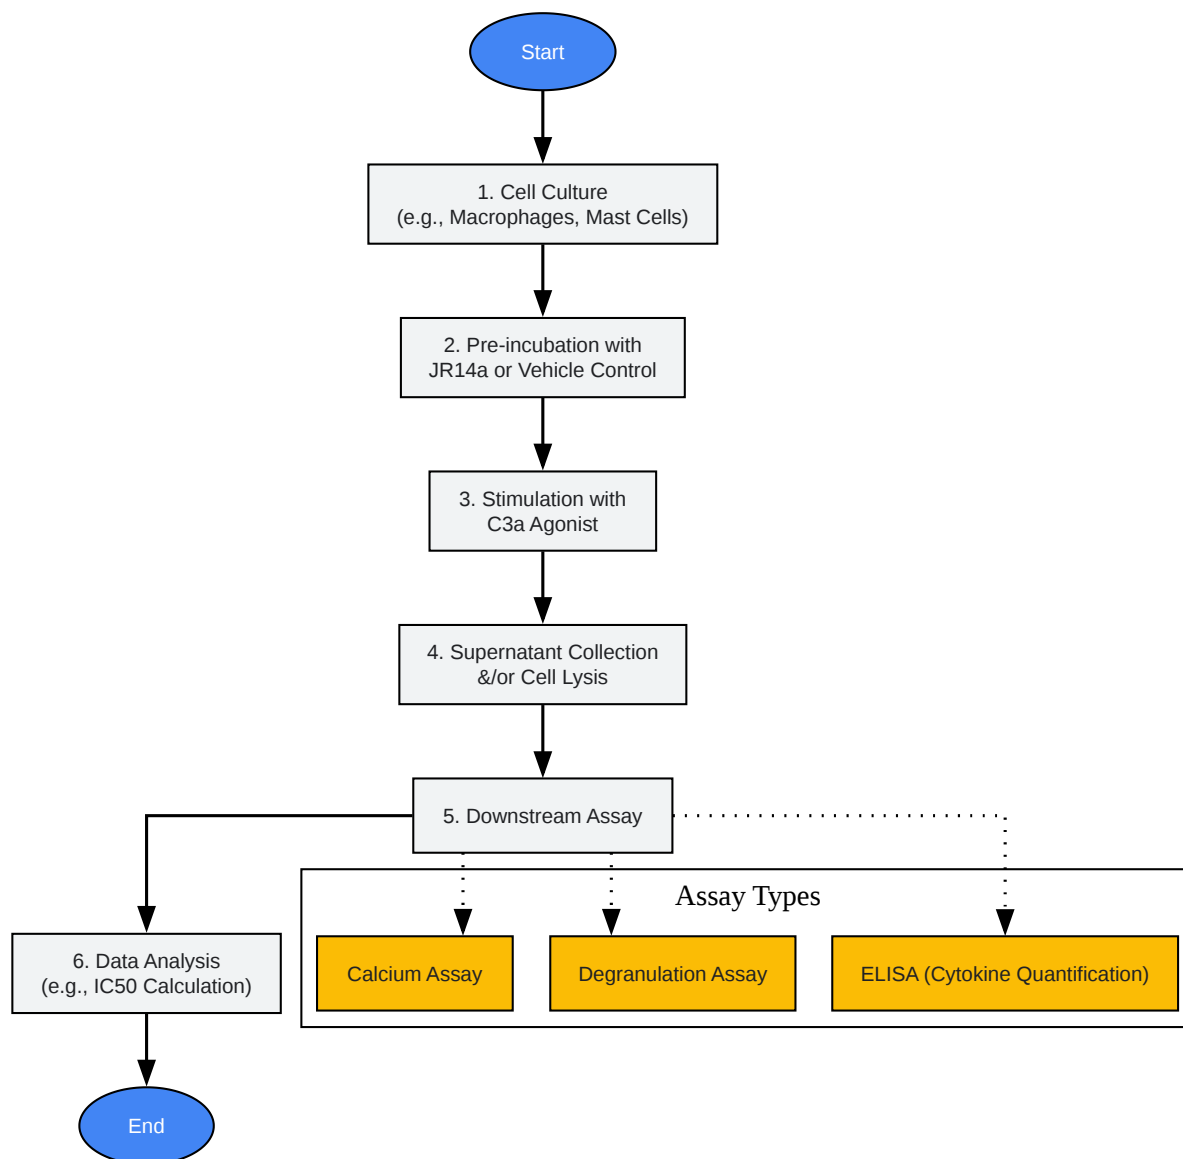 Start
1. Cell Culture
(e.g., Macrophages, Mast Cells)
2. Pre-incubation with
JR14a or Vehicle Control
3. Stimulation with
C3a Agonist
4. Supernatant Collection
&/or Cell Lysis
5. Downstream Assay
Assay Types
6. Data Analysis
(e.g., IC50 Calculation)
Calcium Assay
Degranulation Assay
ELISA (Cytokine Quantification)
End